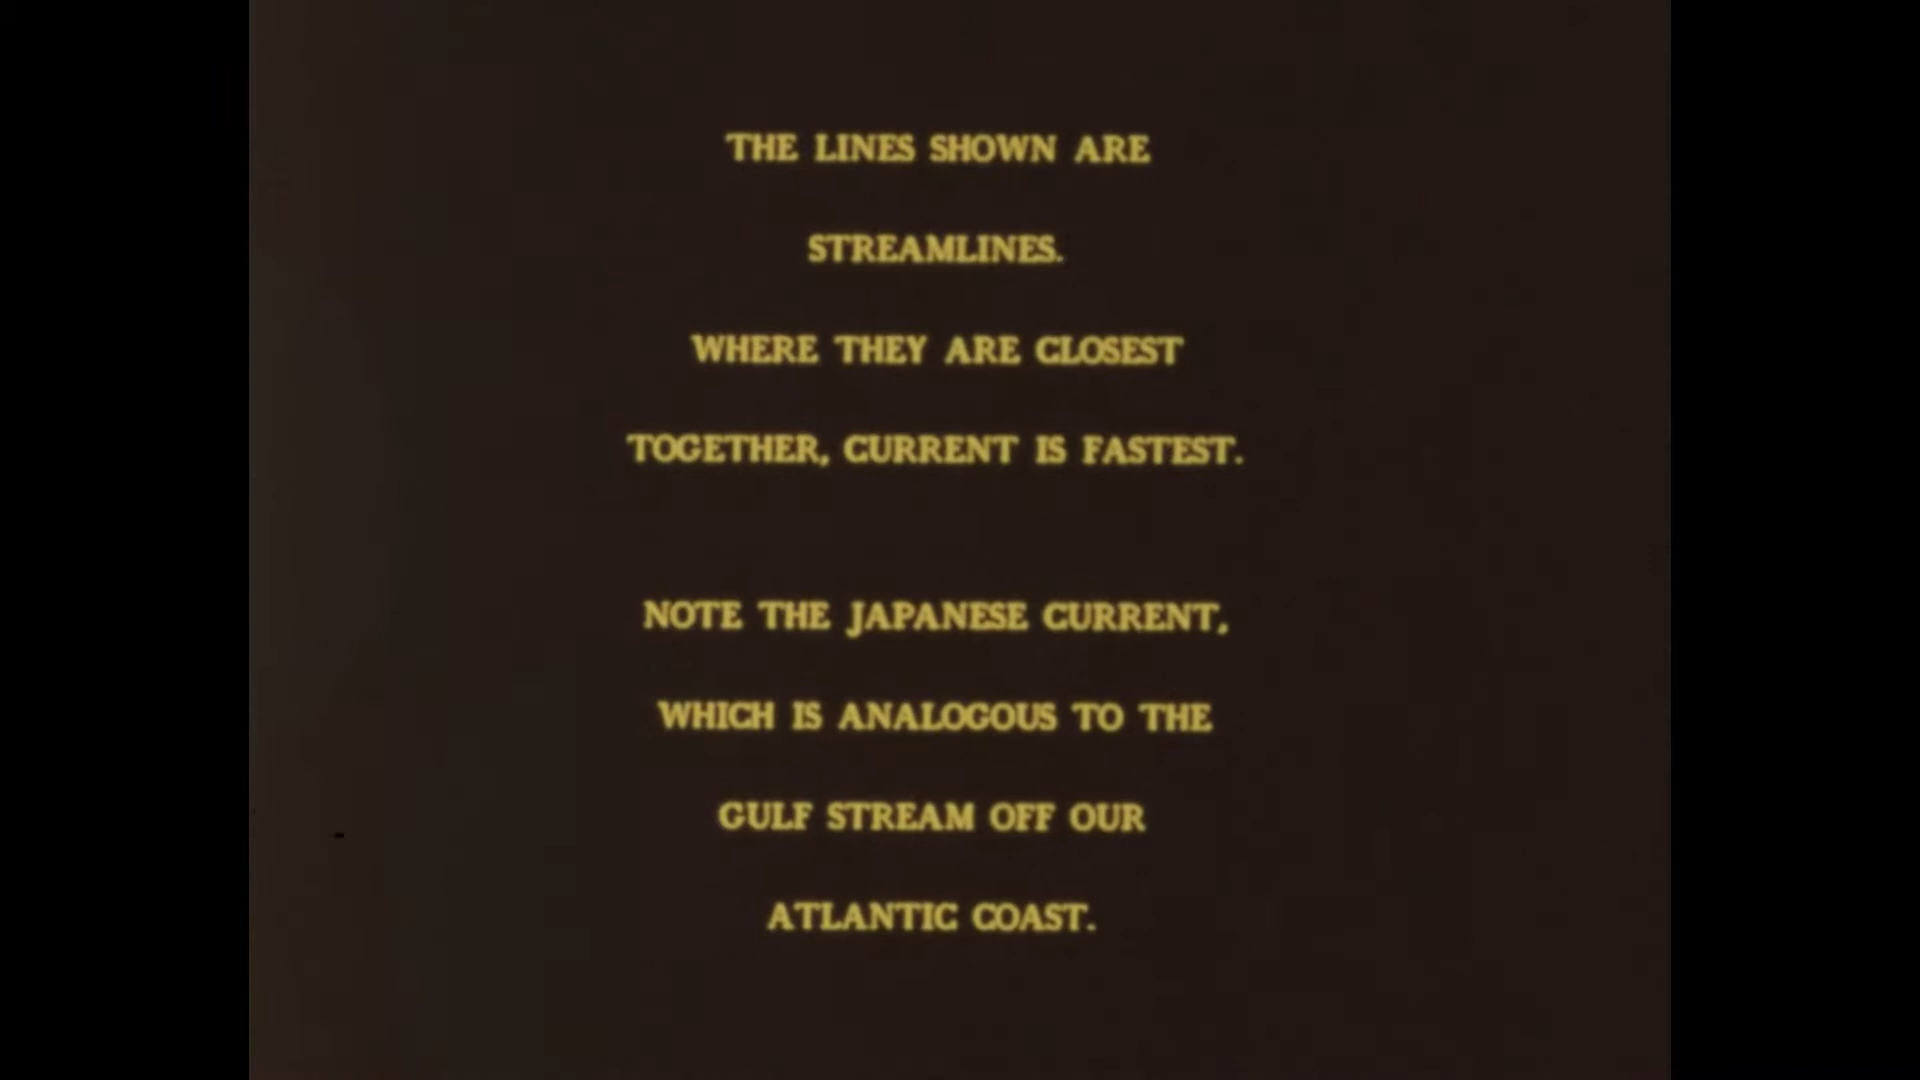 THE LINES SHOWN ARE
STREAMLINES.
WHERE THEY ARE CLOSEST
TOGETHER, CURRENT IS FASTEST.
NOTE THE JAPANESE CURRENT,
WHICH IS ANALOGOUS TO THE
GULF STREAM OFF OUR
ATLANTIC COAST.